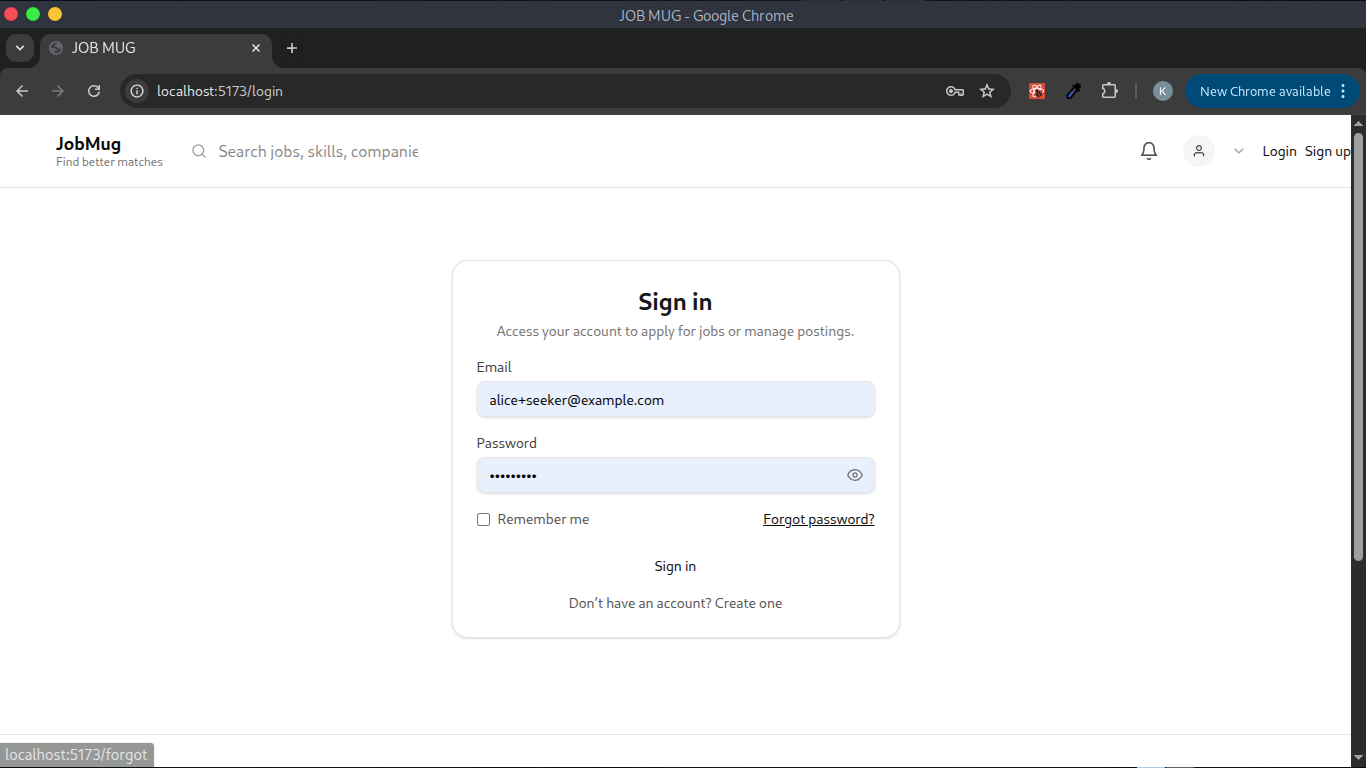 JOB MUG - Google Chrome
JOB MUG
localhost:5173/login
K
New Chrome available
JobMug
Find better matches
Search jobs, skills, companie
Login Sign up
Sign in
Access your account to apply for jobs or manage postings.
Email
alice+seeker@example.com
Password
•••••••••
Remember me
Forgot password?
Sign in
Don’t have an account? Create one
localhost:5173/forgot